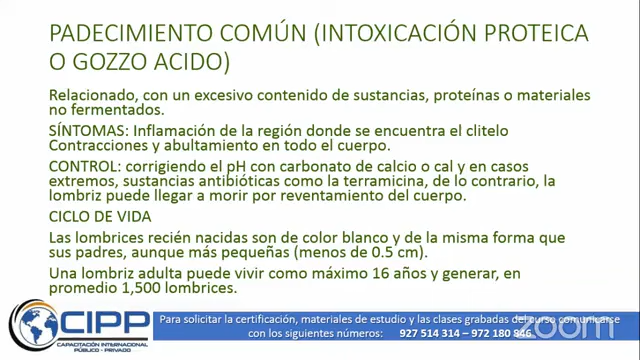 PADECIMIENTO COMÚN (INTOXICACIÓN PROTEICA
O GOZZO ACIDO)
Relacionado, con un excesivo contenido de sustancias, proteínas o materiales
no fermentados.
SÍNTOMAS: Inflamación de la región donde se encuentra el clitelo
Contracciones y abultamiento en todo el cuerpo.
CONTROL: corrigiendo el pH con carbonato de calcio o cal y en casos
extremos, sustancias antibióticas como la terramicina, de lo contrario, la
lombriz puede llegar a morir por reventamiento del cuerpo.
CICLO DE VIDA
Las lombrices recién nacidas son de color blanco y de la misma forma que
sus padres, aunque más pequeñas (menos de 0.5 cm).
Una lombriz adulta puede vivir como máximo 16 años y generar, en
promedio 1,500 lombrices.
CIPP
CAPACITACIÓN INTERNACIONAL
PÚBLICO - PRIVADO
Para solicitar la certificación, materiales de estudio y las clases grabadas del curso comunicarse
con los siguientes números: 927 514 314 – 972 180 846
zoom